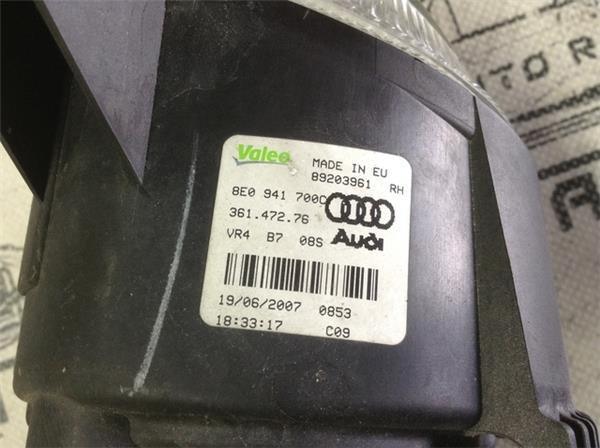 Valeo MADE IN EU
89203961 RH
8E0 941 700C
361.472.76
VR4 B7 08S Audi
19/06/2007 0853
18:33:17 C09
UTO R